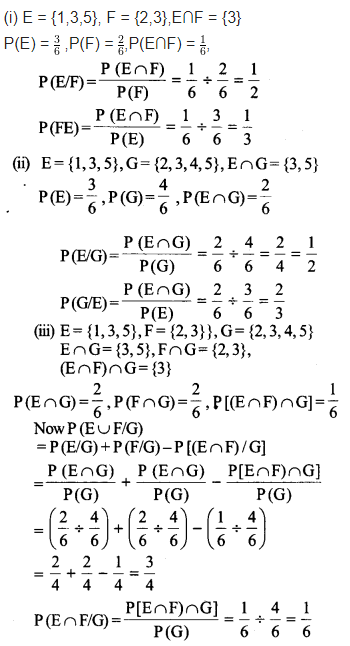 (i) E = {1,3,5}, F = {2,3},E∩F = {3}
P(E) = 3/6 ,P(F) = 2/6,P(E∩F) = 1/6,
P(E/F)= P(E∩F)/P(F) = 1/6 ÷ 2/6 = 1/2
P(FE)= P(E∩F)/P(E) = 1/6 ÷ 3/6 = 1/3
(ii) E={1,3,5},G={2,3,4,5},E∩G={3,5}
P(E)= 3/6 ,P(G)= 4/6 ,P(E∩G)= 2/6
P(E/G)= P(E∩G)/P(G) = 2/6 ÷ 4/6 = 2/4 = 1/2
P(G/E)= P(E∩G)/P(E) = 2/6 ÷ 3/6 = 2/3
(iii) E={1,3,5},F={2,3}},G={2,3,4,5}
E∩G={3,5},F∩G={2,3},
(E∩F)∩G={3}
P(E∩G)= 2/6 ,P(F∩G)= 2/6 ,P[(E∩F)∩G]= 1/6
Now P(E∪F/G)
=P(E/G)+P(F/G)−P[(E∩F)/G]
= P(E∩G)/P(G) + P(E∩G)/P(G) − P[E∩F)∩G]/P(G)
= (2/6 ÷ 4/6) + (2/6 ÷ 4/6) − (1/6 ÷ 4/6)
= 2/4 + 2/4 − 1/4 = 3/4
P(E∩F/G)= P[E∩F)∩G]/P(G) = 1/6 ÷ 4/6 = 1/6